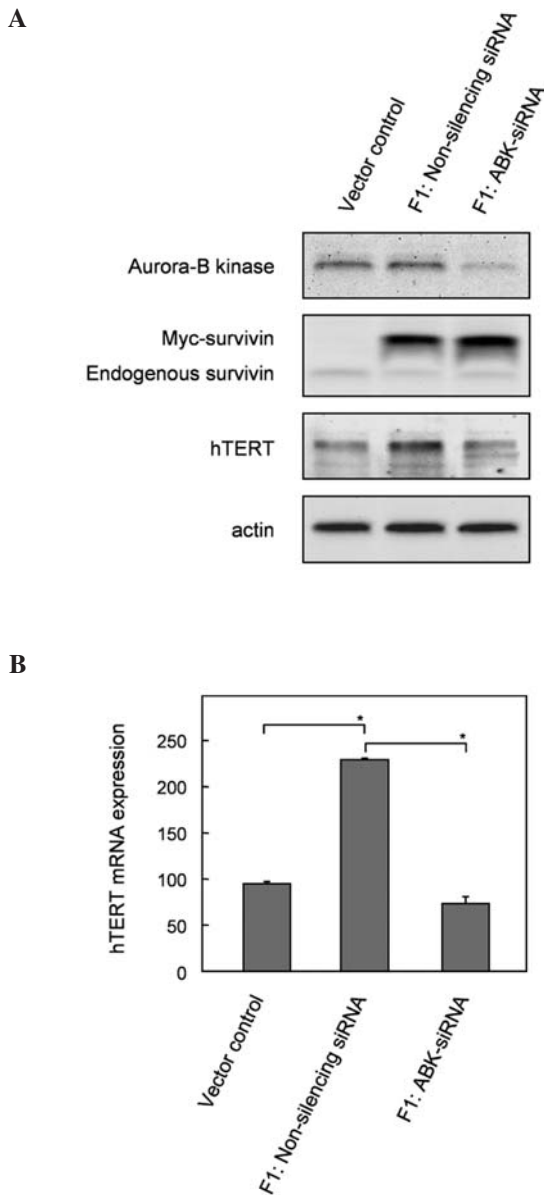 A
Vector control
F1: Non-silencing siRNA
F1: ABK-siRNA
Aurora-B kinase
Myc-survivin
Endogenous survivin
hTERT
actin
B
hTERT mRNA expression
250
200
150
100
50
0
*
*
Vector control
F1: Non-silencing siRNA
F1: ABK-siRNA